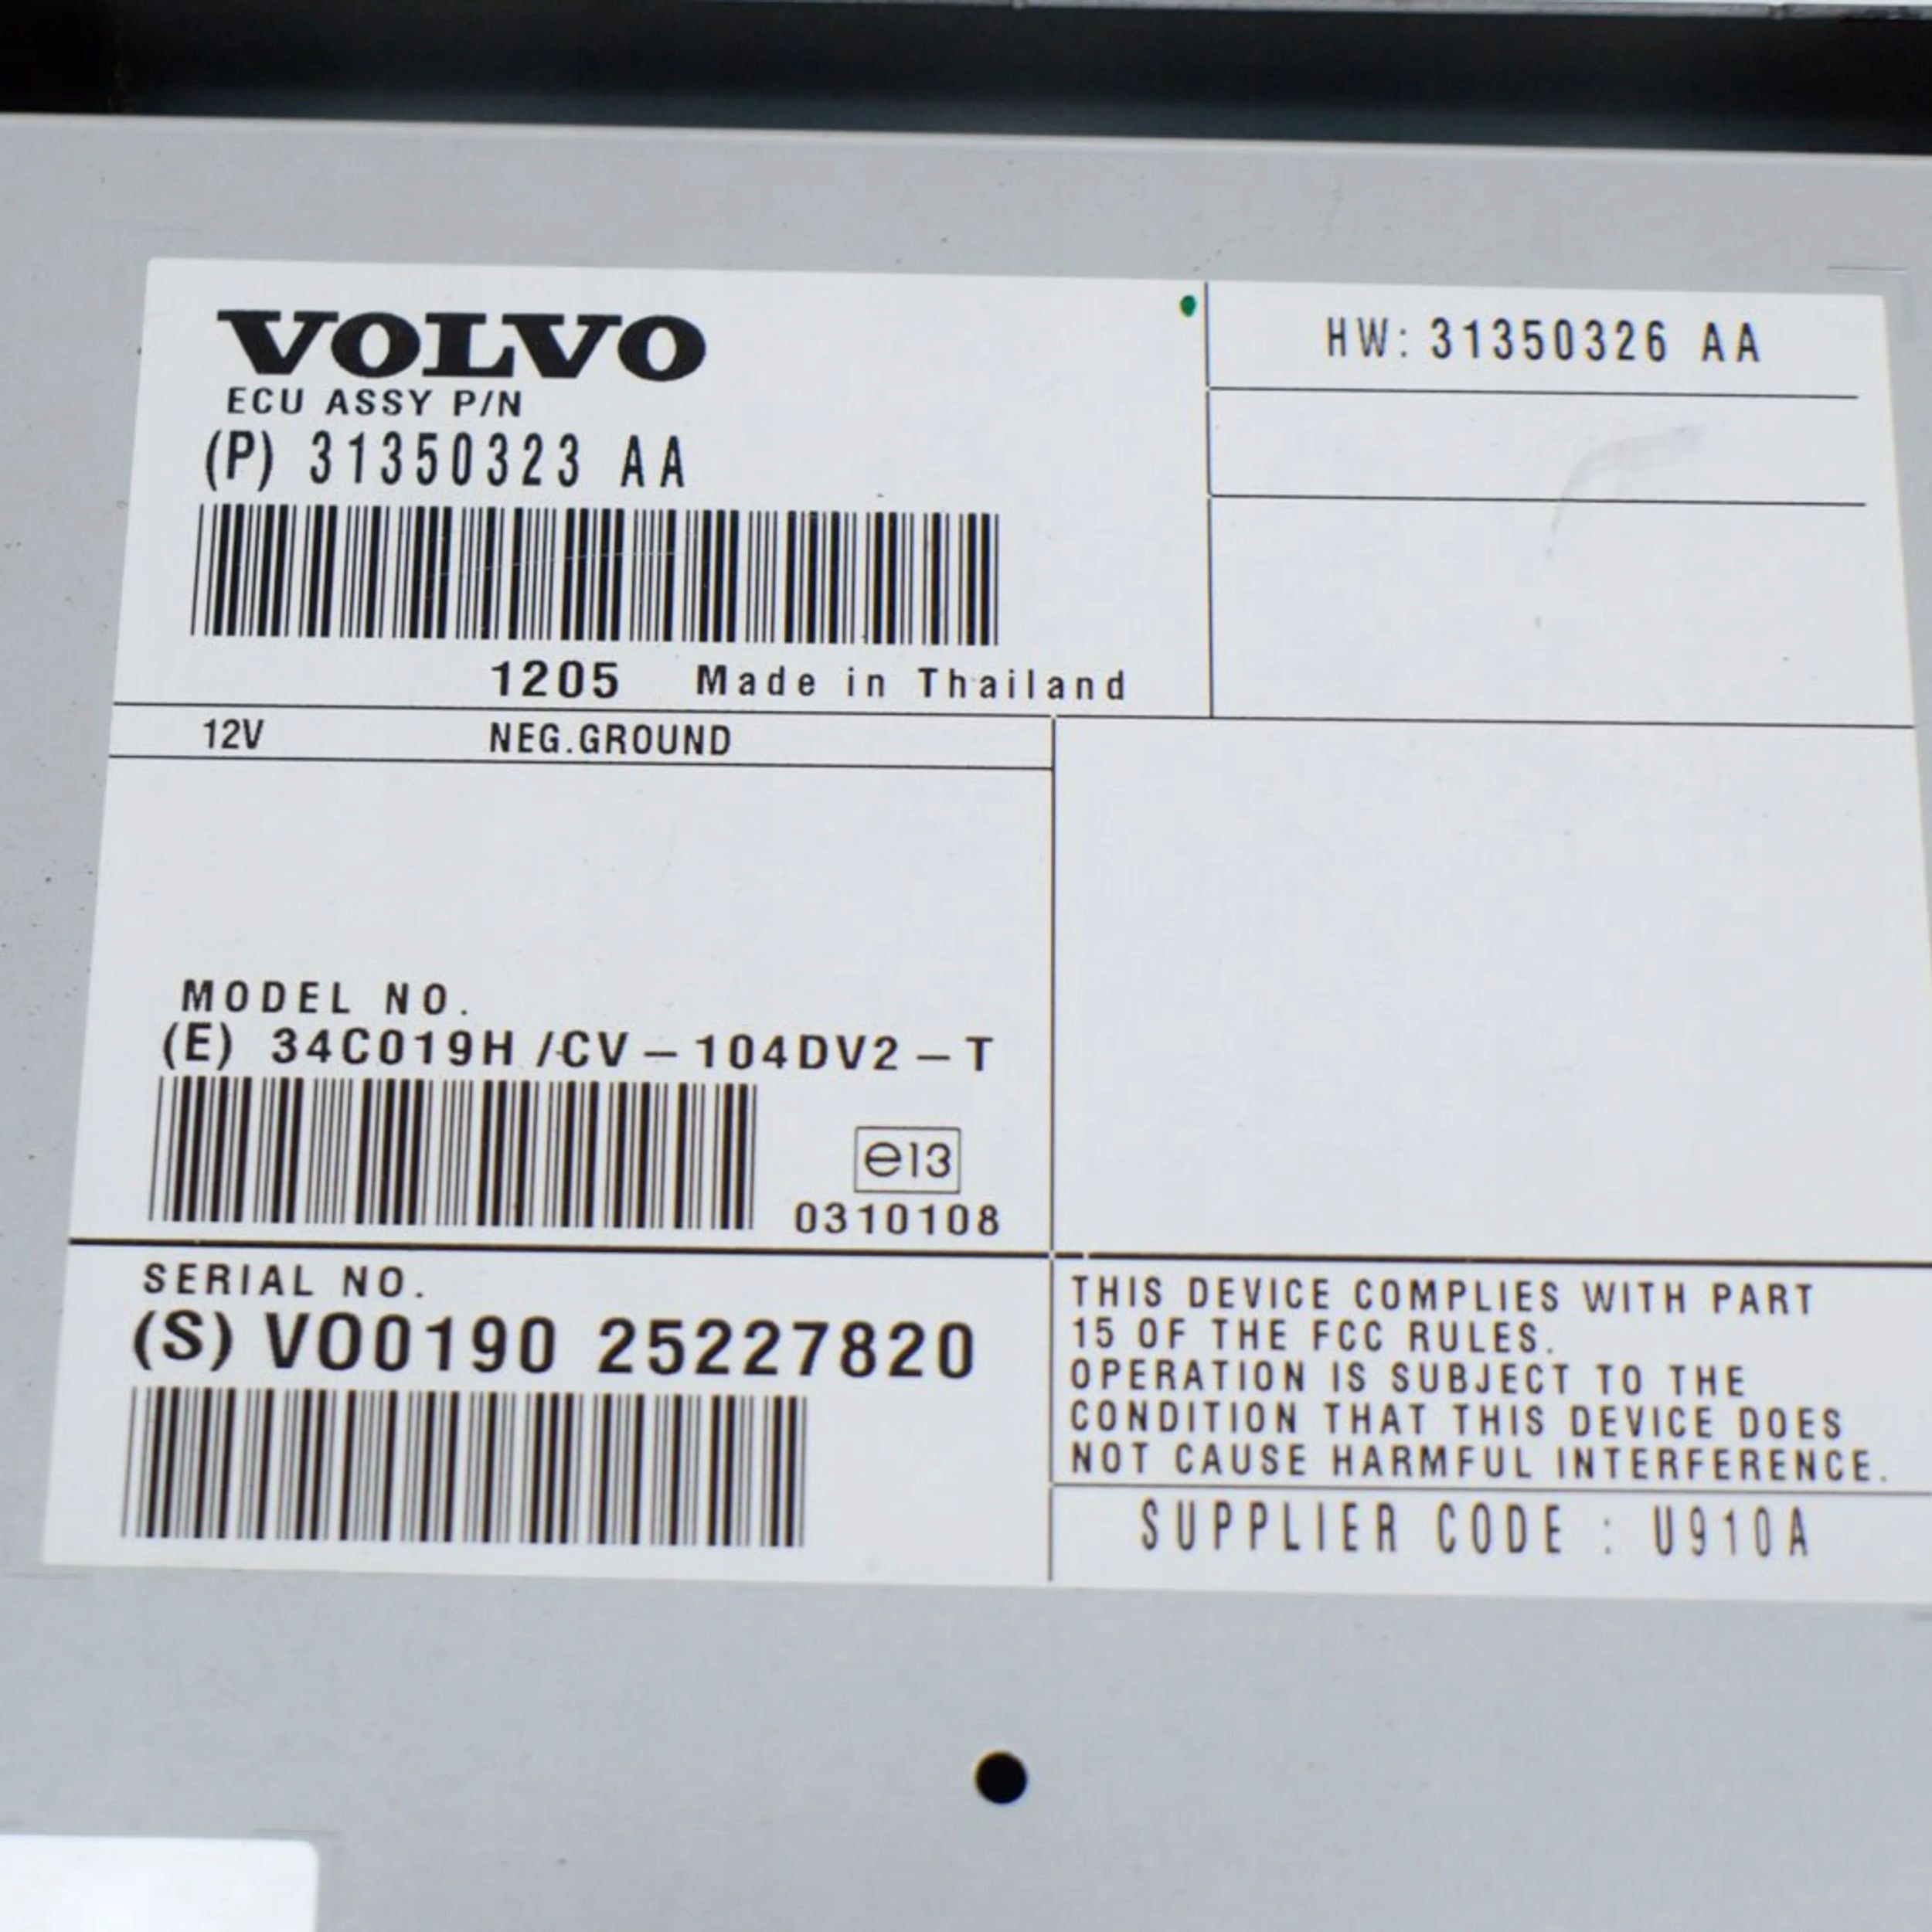 VOLVO
ECU ASSY P/N
(P) 31350323 AA
1205 Made in Thailand
HW: 31350326 AA
12V NEG.GROUND
MODEL NO.
(E) 34C019H /CV-104DV2-T
e13
0310108
SERIAL NO.
(S) VO0190 25227820
THIS DEVICE COMPLIES WITH PART
15 OF THE FCC RULES.
OPERATION IS SUBJECT TO THE
CONDITION THAT THIS DEVICE DOES
NOT CAUSE HARMFUL INTERFERENCE.
SUPPLIER CODE : U910A